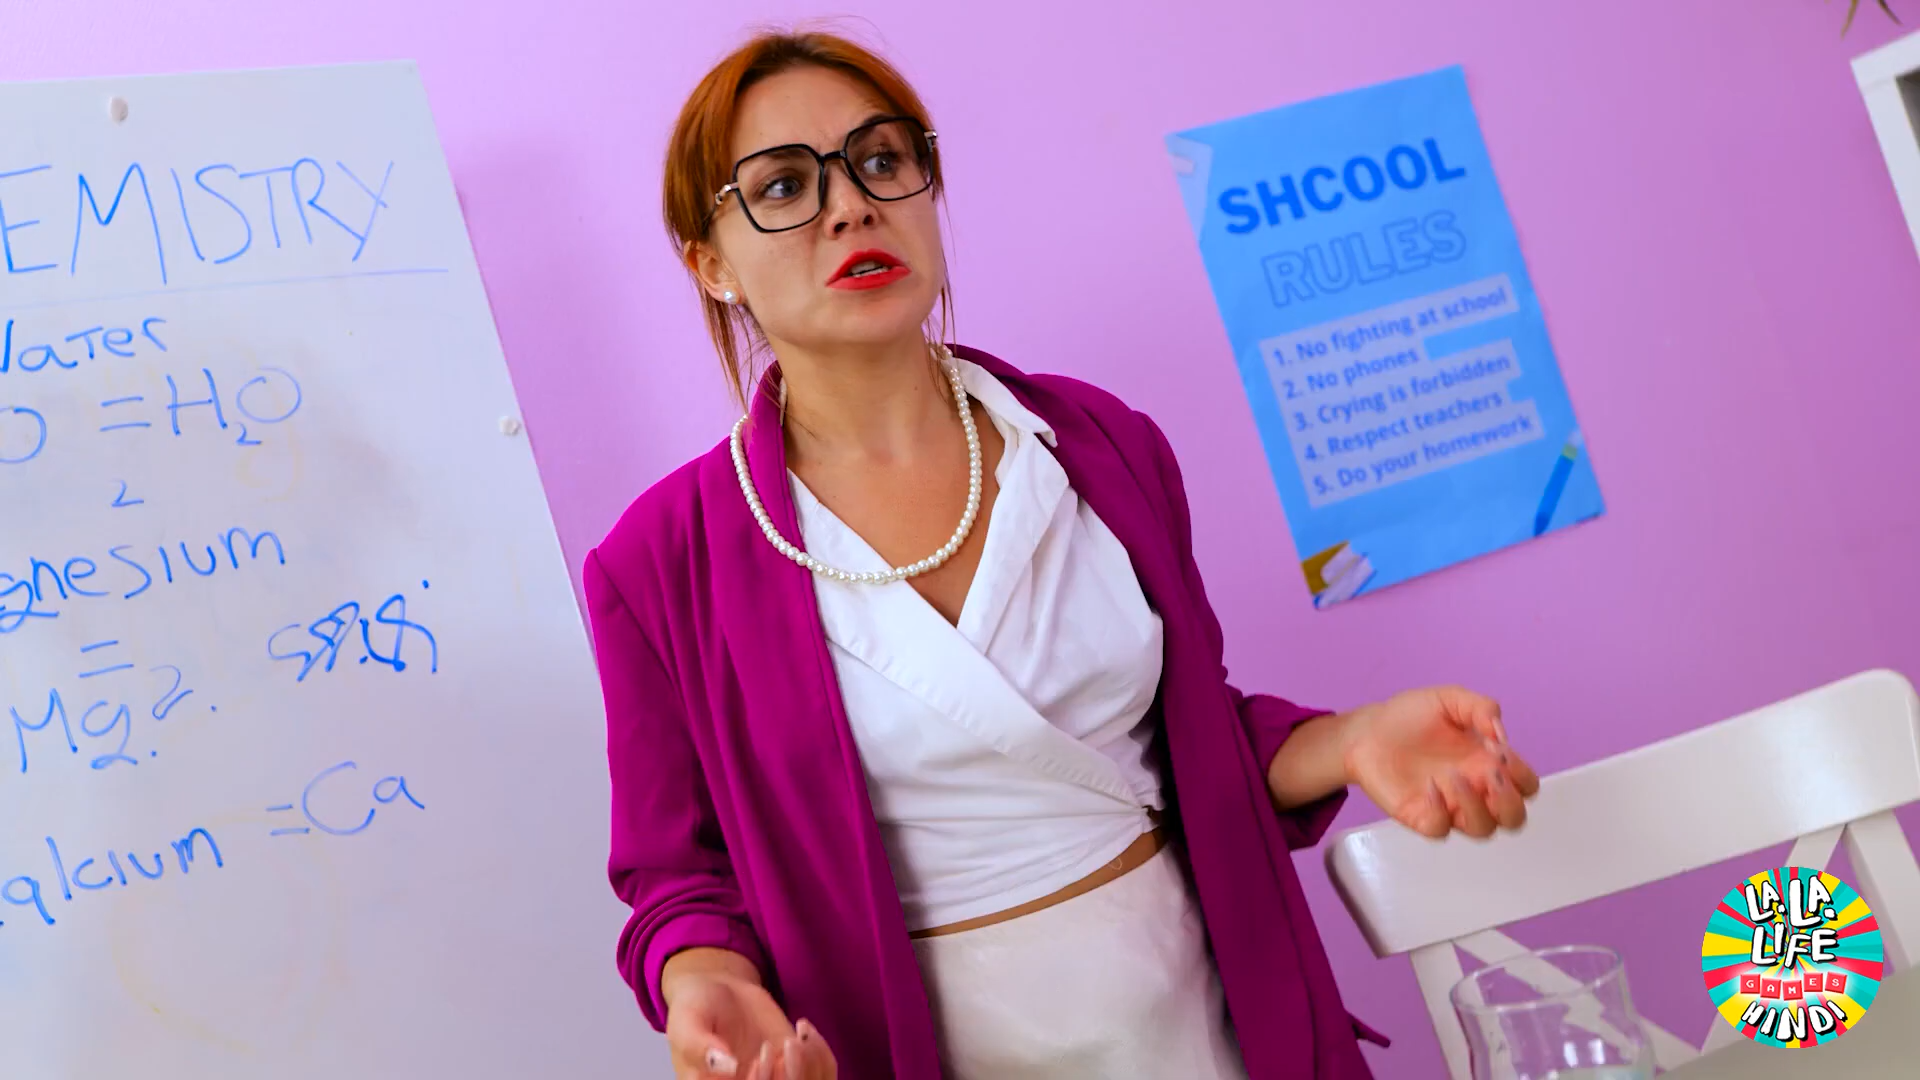 EMISTRY
Water
O = H2O
2
gnesium
=
Mg2.
alcium = Ca
SHCOOL
RULES
1. No fighting at school
2. No phones
3. Crying is forbidden
4. Respect teachers
5. Do your homework
LA LA
LIFE
GAMES
HINDI